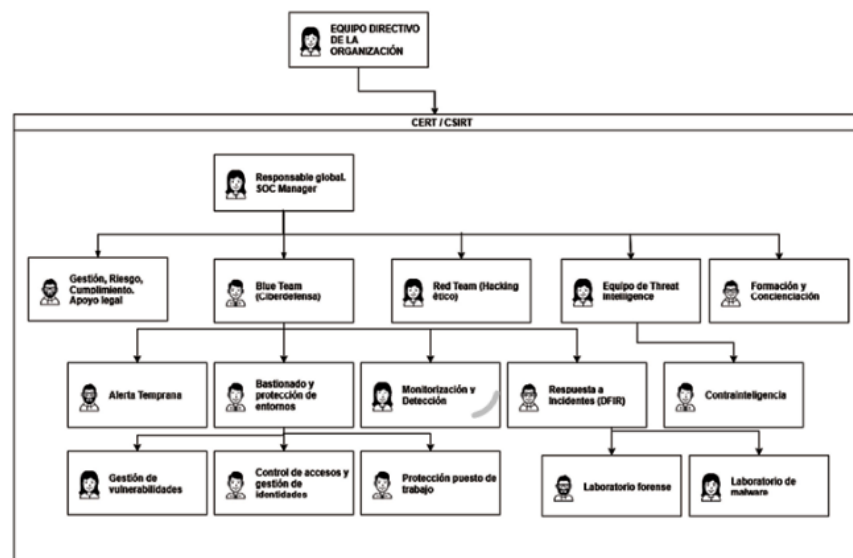 EQUIPO DIRECTIVO
DE LA
ORGANIZACIÓN
CERT / CSIRT
Responsable global.
SOC Manager
Gestión, Riesgo,
Cumplimiento.
Apoyo legal
Blue Team
(Ciberdefensa)
Red Team (Hacking
ético)
Equipo de Threat
Intelligence
Formación y
Concienciación
Alerta Temprana
Bastionado y
protección de
entornos
Monitorización y
Detección
Respuesta a
Incidentes (DFIR)
Contrainteligencia
Gestión de
vulnerabilidades
Control de accesos y
gestión de
identidades
Protección puesto de
trabajo
Laboratorio forense
Laboratorio de
malware